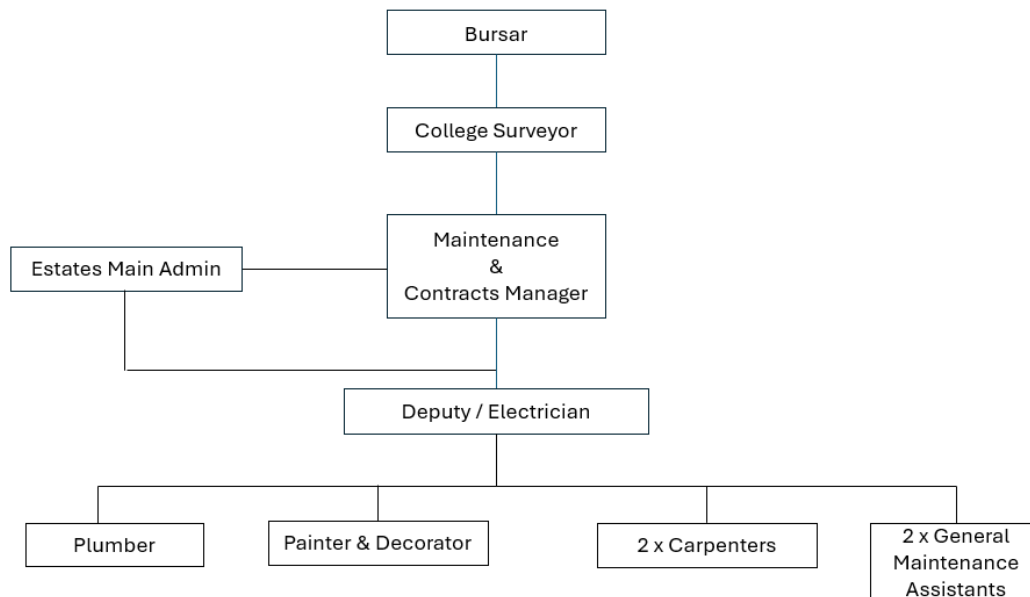 Bursar
College Surveyor
Maintenance
&
Contracts Manager
Estates Main Admin
Deputy / Electrician
Plumber
Painter & Decorator
2 x Carpenters
2 x General
Maintenance
Assistants